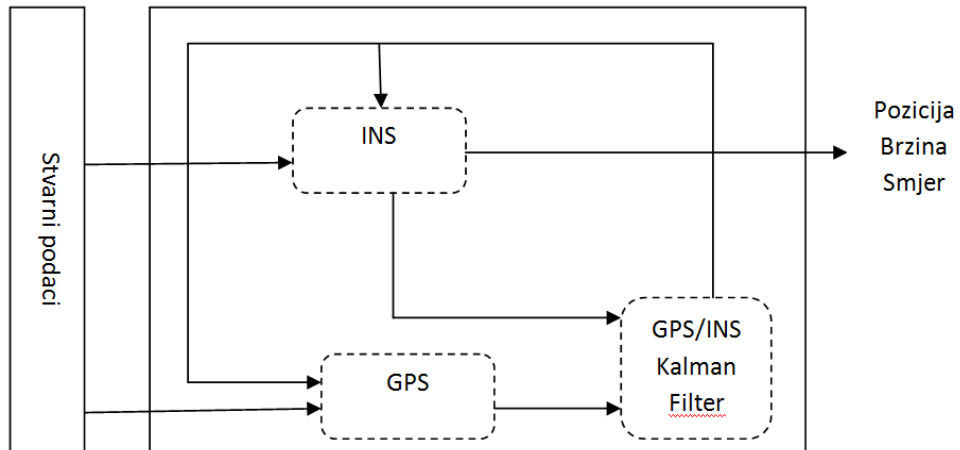 Stvarni podaci
INS
Pozicija
Brzina
Smjer
GPS
GPS/INS
Kalman
Filter